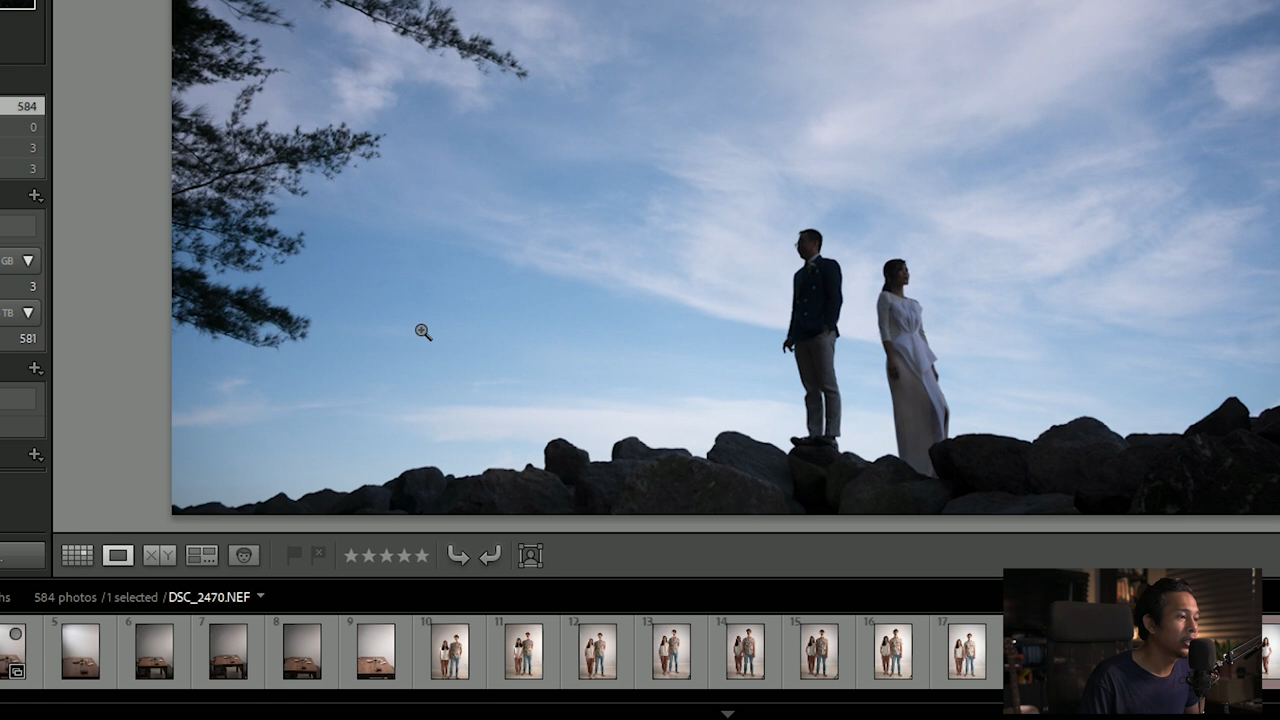 584
0
3
3
GB
3
TB
581
X Y
hs 584 photos / 1 selected / DSC_2470.NEF
5 6 7 8 9 10 11 12 13 14 15 16 17